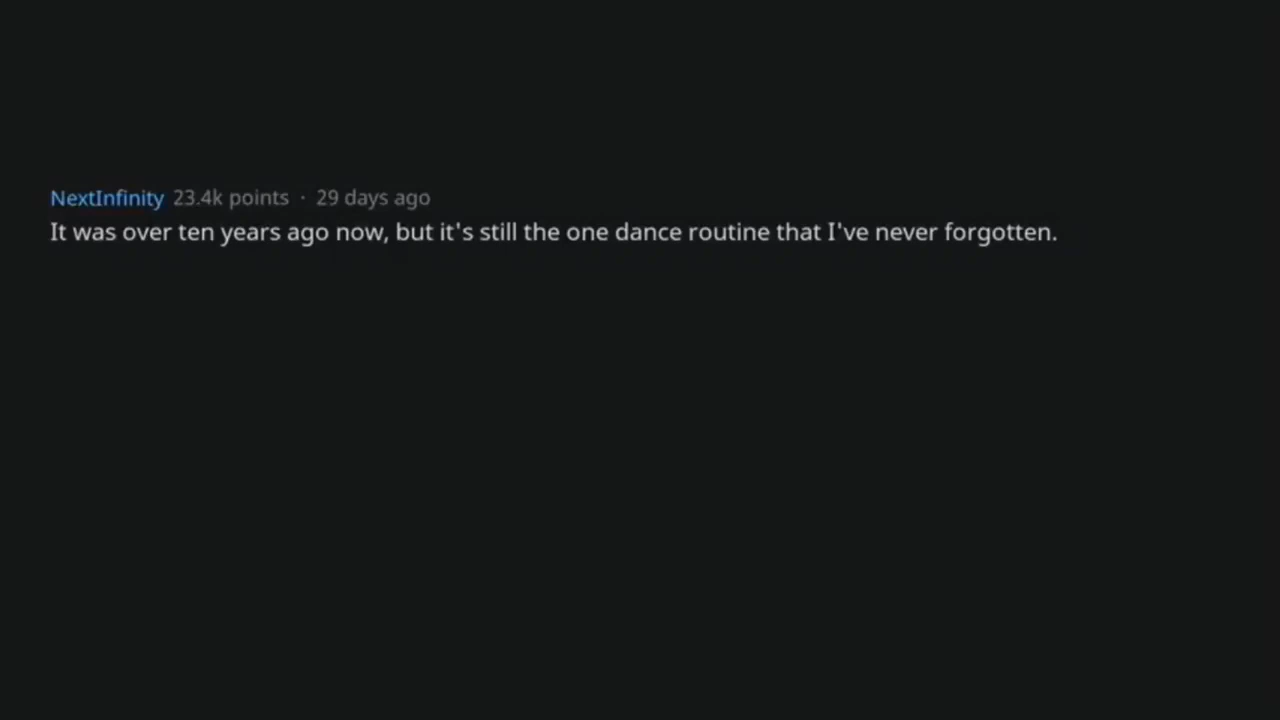 NextInfinity 23.4k points · 29 days ago
It was over ten years ago now, but it's still the one dance routine that I've never forgotten.